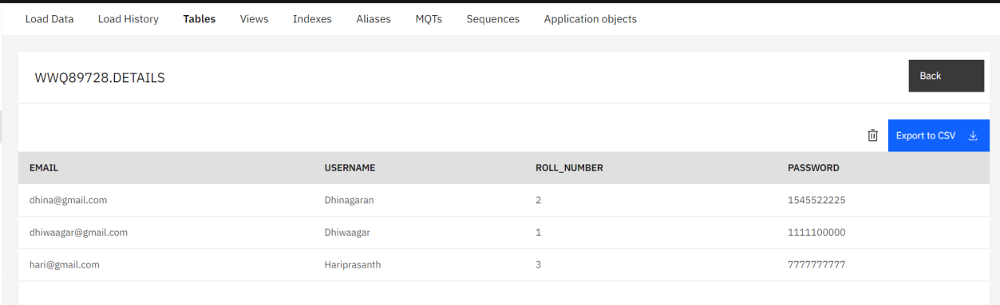 Load Data Load History Tables Views Indexes Aliases MQTs Sequences Application objects
WWQ89728.DETAILS
Back
Export to CSV
EMAIL USERNAME ROLL_NUMBER PASSWORD
dhina@gmail.com Dhinagaran 2 1545522225
dhiwaagar@gmail.com Dhiwaagar 1 1111100000
hari@gmail.com Hariprasanth 3 7777777777